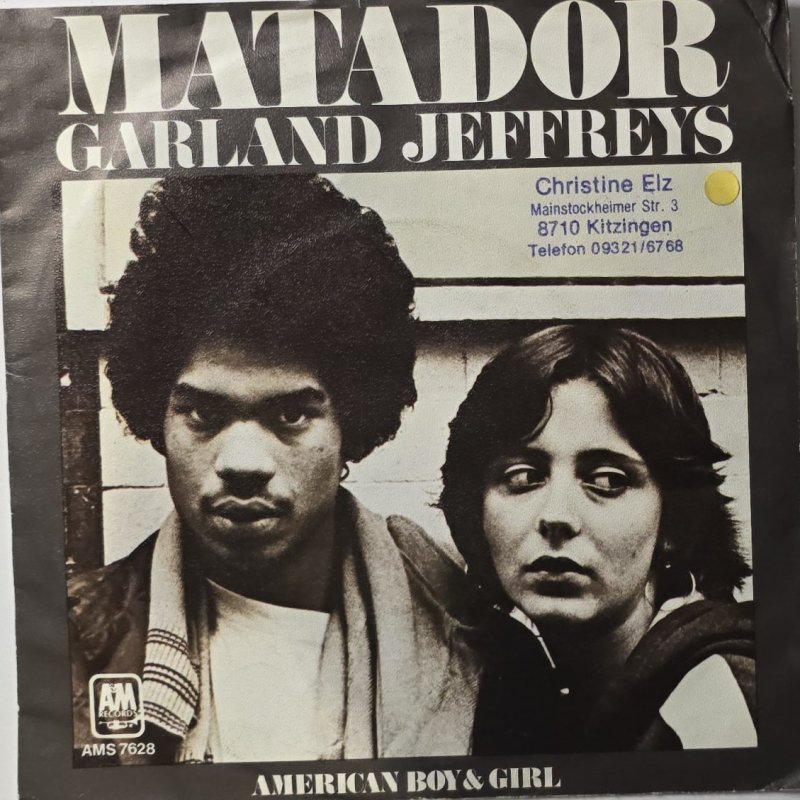 MATADOR
GARLAND JEFFREYS
Christine Elz
Mainstockheimer Str. 3
8710 Kitzingen
Telefon 09321/6768
A&M
RECORDS
AMS 7628
AMERICAN BOY & GIRL